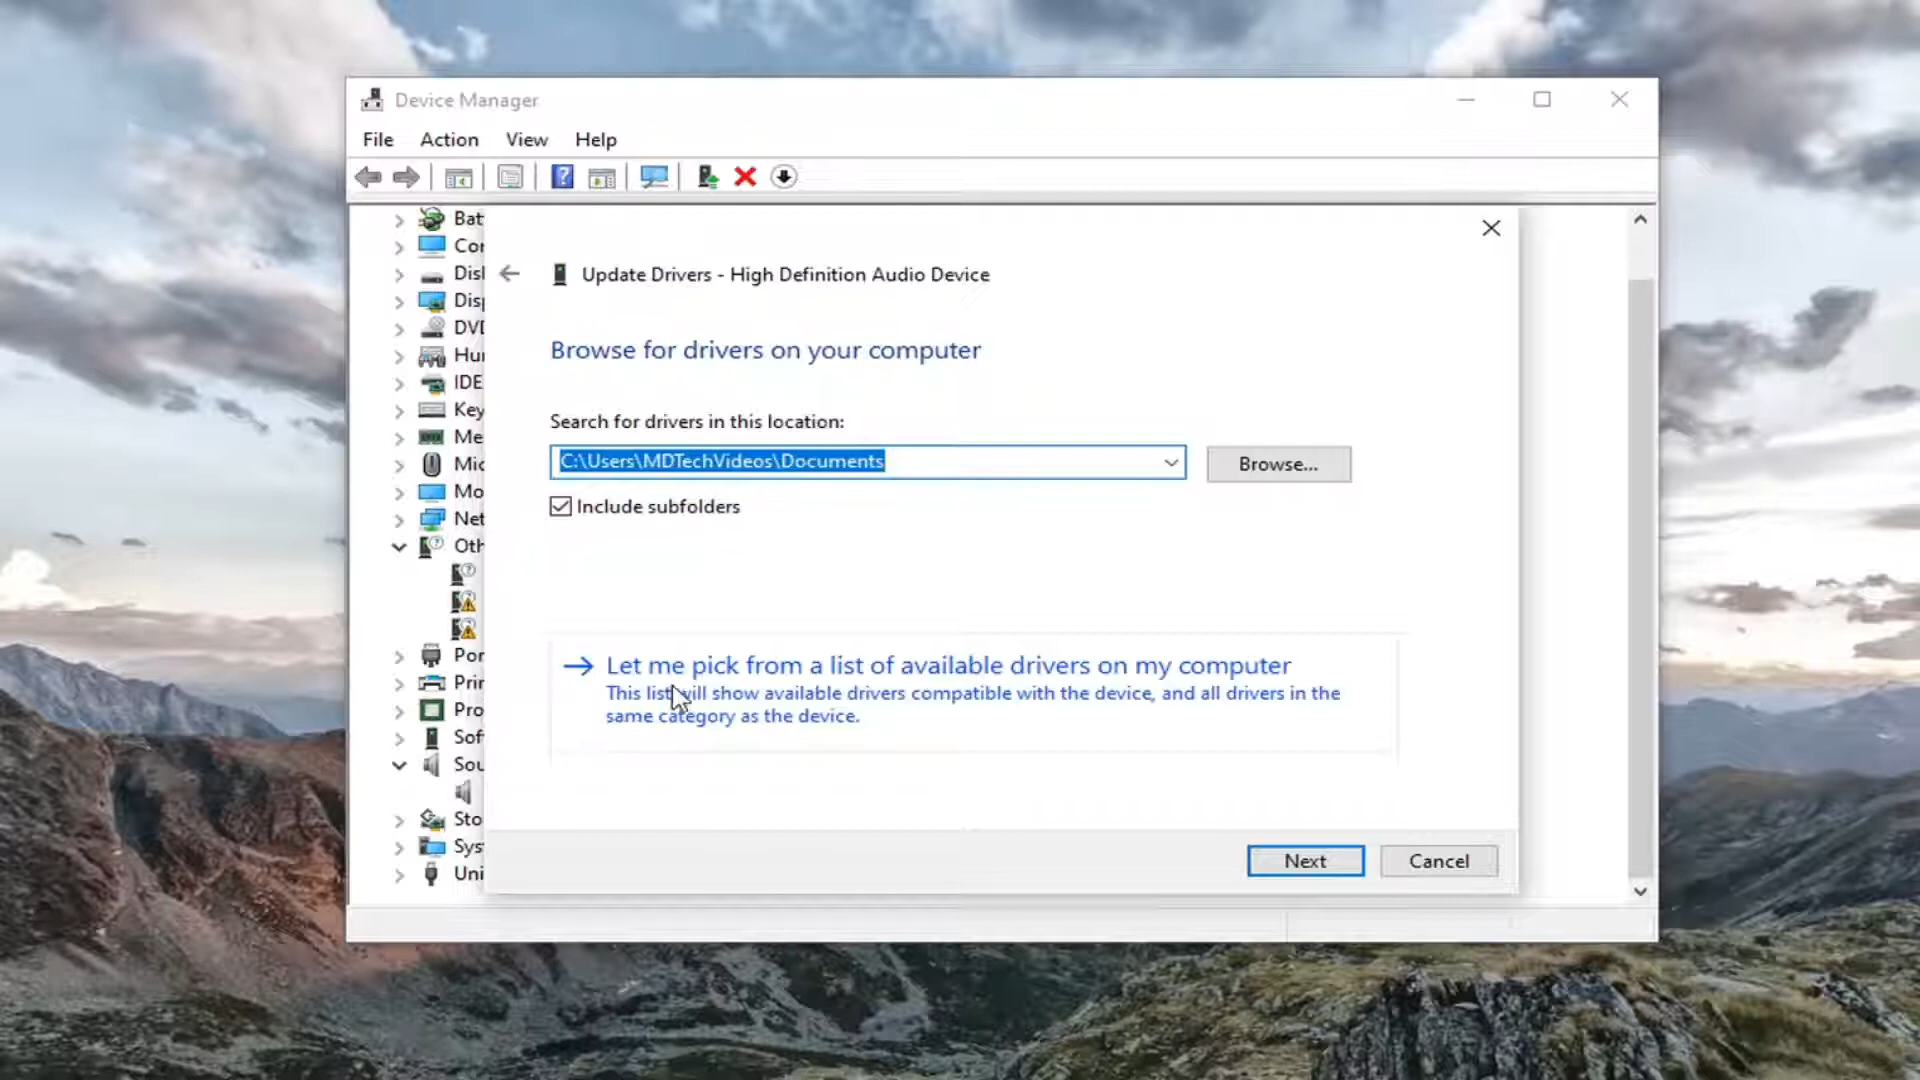 Device Manager
File Action View Help
Bat
Cor
Dis
Disp
DVD
Hur
IDE
Key
Me
Mic
Mo
Net
Oth
Por
Prir
Pro
Sof
Sou
Sto
Sys
Uni
Update Drivers - High Definition Audio Device
Browse for drivers on your computer
Search for drivers in this location:
C:\Users\MDTechVideos\Documents
Browse...
Include subfolders
Let me pick from a list of available drivers on my computer
This list will show available drivers compatible with the device, and all drivers in the
same category as the device.
Next Cancel